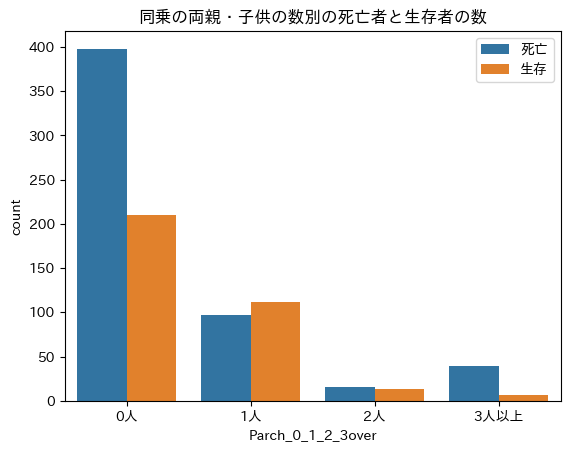 同乗の両親・子供の数別の死亡者と生存者の数
死亡
生存
400
350
300
250
200
150
100
50
0
count
0人
1人
2人
3人以上
Parch_0_1_2_3over